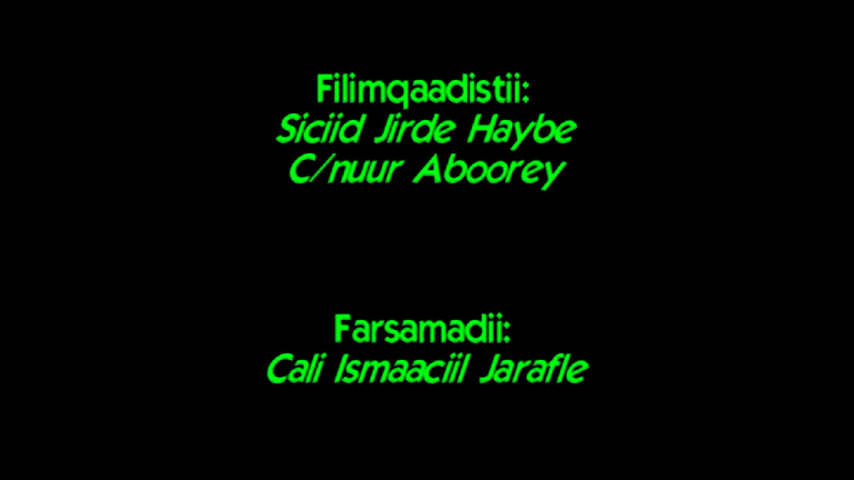 Filimqaadistii:
Siciid Jirde Haybe
C/nuur Aboorey
Farsamadii:
Cali Ismaaciil Jarafle